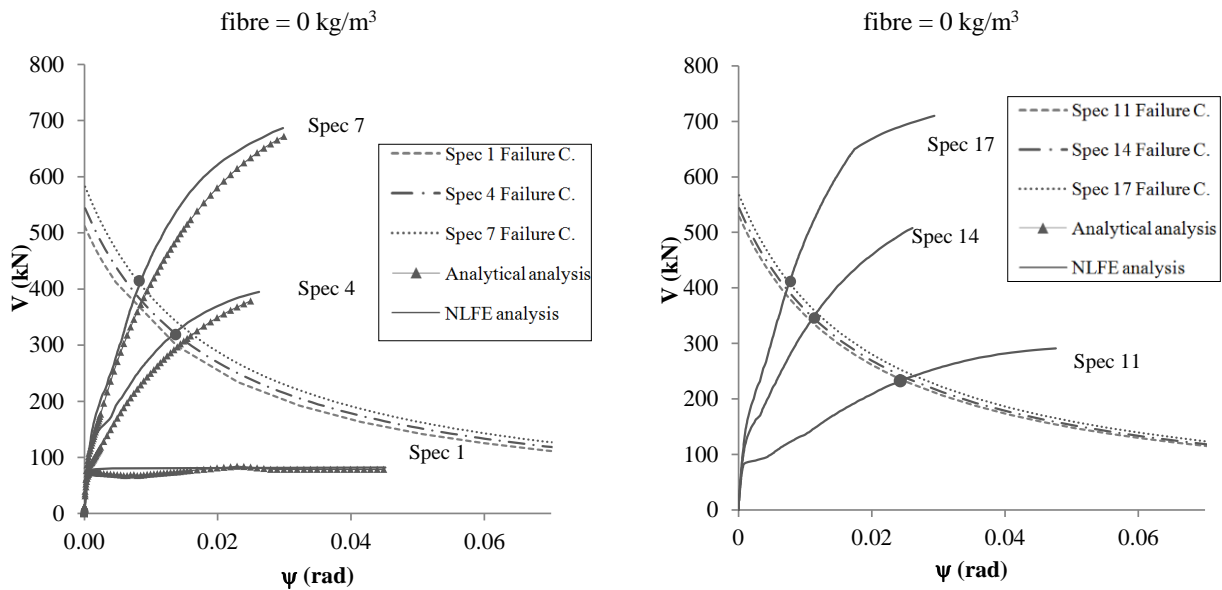 fibre = 0 kg/m³
V (kN)
800
700
600
500
400
300
200
100
0
0.00
0.02
0.04
0.06
ψ (rad)
Spec 7
Spec 4
Spec 1
Spec 1 Failure C.
Spec 4 Failure C.
Spec 7 Failure C.
Analytical analysis
NLFE analysis
fibre = 0 kg/m³
V (kN)
800
700
600
500
400
300
200
100
0
0
0.02
0.04
0.06
ψ (rad)
Spec 17
Spec 14
Spec 11
Spec 11 Failure C.
Spec 14 Failure C.
Spec 17 Failure C.
Analytical analysis
NLFE analysis